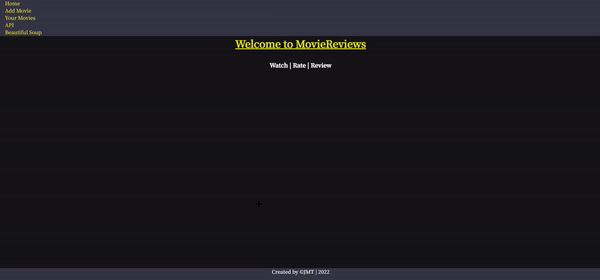 Home
Add Movie
Your Movies
API
Beautiful Soup
Welcome to MovieReviews
Watch | Rate | Review
Created by ©JMT | 2022